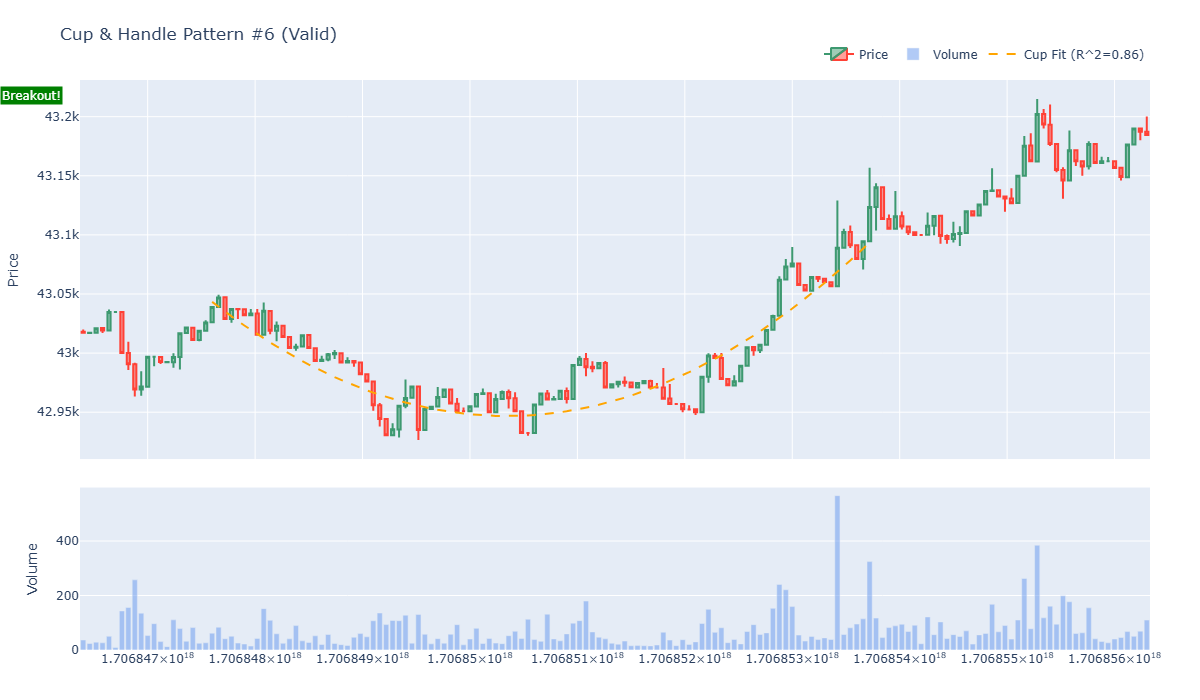 Cup & Handle Pattern #6 (Valid)
Price
Volume
Cup Fit (R^2=0.86)
Breakout!
43.2k
43.15k
43.1k
43.05k
43k
42.95k
Price
400
200
0
Volume
1.706847×10¹⁸ 1.706848×10¹⁸ 1.706849×10¹⁸ 1.70685×10¹⁸ 1.706851×10¹⁸ 1.706852×10¹⁸ 1.706853×10¹⁸ 1.706854×10¹⁸ 1.706855×10¹⁸ 1.706856×10¹⁸